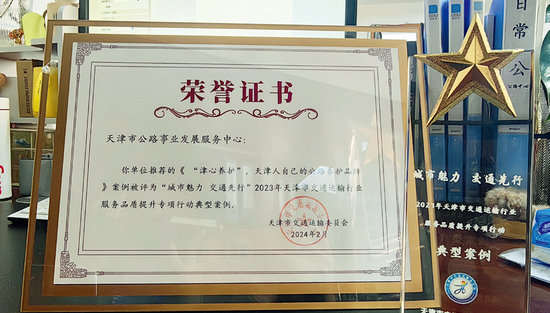 荣誉证书
天津市公路事业发展服务中心：
你单位推荐的《 “津心养护”，天津人自己的公路养护品牌
》案例被评为“城市魅力 交通先行”2023年天津市交通运输行业
服务品质提升专项行动典型案例。
天津市交通运输委员会
2024年2月
日常公
城市魅力 交通先行
2023年天津市交通运输行业
服务品质提升专项行动
典型案例